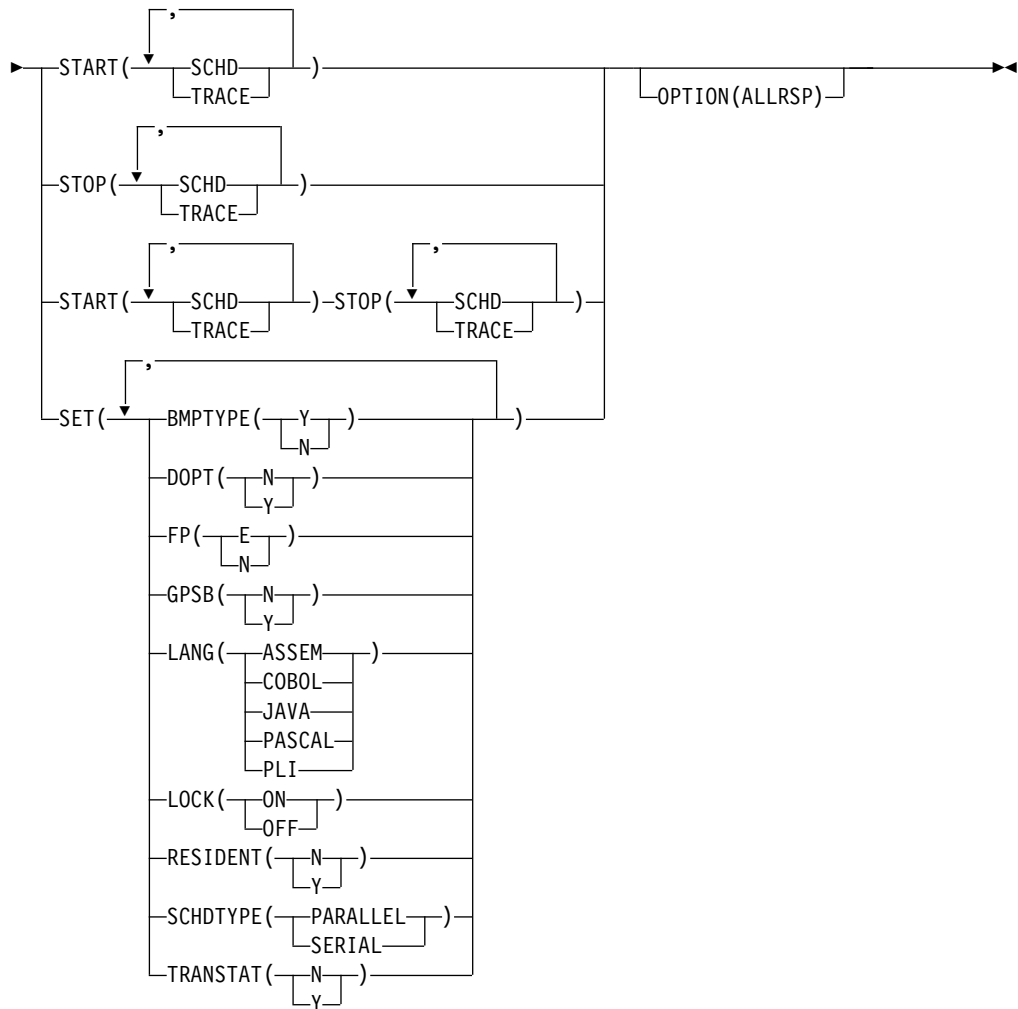 ,
START( SCHD ) OPTION(ALLRSP)
TRACE
,
STOP( SCHD )
TRACE
, ,
START( SCHD ) STOP( SCHD )
TRACE TRACE
,
SET( BMPTYPE( Y ) )
N
DOPT( N )
Y
FP( E )
N
GPSB( N )
Y
LANG( ASSEM )
COBOL
JAVA
PASCAL
PLI
LOCK( ON )
OFF
RESIDENT( N )
Y
SCHDTYPE( PARALLEL )
SERIAL
TRANSTAT( N )
Y